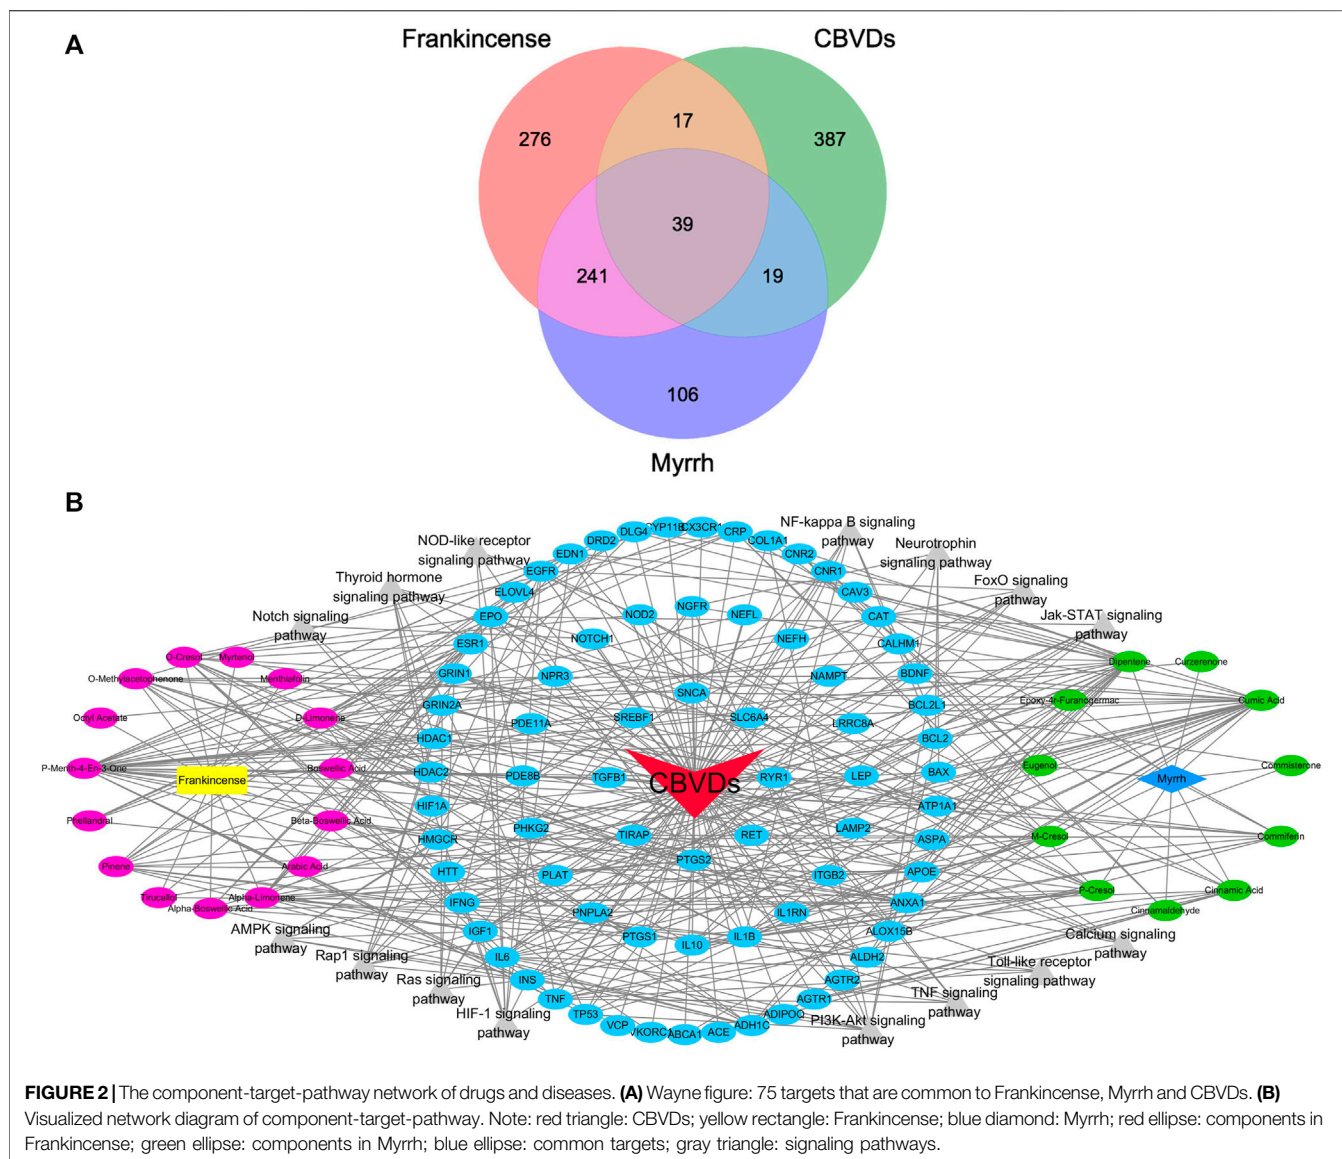 A
Frankincense
CBVDs
276
17
387
39
241
19
106
Myrrh
B
NOD-like receptor
signaling pathway
Thyroid hormone
signaling pathway
Notch signaling
pathway
NF-kappa B signaling
pathway
Neurotrophin
signaling pathway
FoxO signaling
pathway
Jak-STAT signaling
pathway
DLG4
CYP11B
CX3CR1
CRP
COL1A1
DRD2
CNR2
EDN1
CNR1
EGFR
CAV3
ELOVL4
CAT
EPO
CALHM1
ESR1
BDNF
GRIN1
BCL2L1
GRIN2A
BCL2
HDAC1
BAX
HDAC2
ATP1A1
HIF1A
ASPA
HMGCR
APOE
HTT
ANXA1
IFNG
ALOX15B
IGF1
ALDH2
IL6
AGTR2
INS
AGTR1
TNF
ADIPOQ
TP53
ADH1C
VCP
VKORC1
ABCA1
ACE
NGFR
NOD2
NEFL
NOTCH1
NEFH
NPR3
NAMPT
PDE11A
LRRC8A
PDE8B
LEP
PHKG2
LAMP2
PLAT
ITGB2
PNPLA2
IL1RN
PTGS1
IL10
IL1B
SNCA
SREBF1
SLC6A4
TGFB1
CBVDs
RYR1
TIRAP
RET
PTGS2
O-Cresol
Myrtenol
O-Methylacetophenone
Menthiafolin
Octyl Acetate
D-Limonene
P-Menth-4-En-3-One
Boswellic Acid
Frankincense
Phellandral
Beta-Boswellic Acid
Pinene
Arabic Acid
Tirucallol
Alpha-Limonene
Alpha-Boswellic Acid
Dipentene
Curzerenone
Epoxy-4r-Furanogermac
Cumic Acid
Eugenol
Commisterone
Myrrh
M-Cresol
Commiferin
P-Cresol
Cinnamic Acid
Cinnamaldehyde
AMPK signaling
pathway
Rap1 signaling
pathway
Ras signaling
pathway
HIF-1 signaling
pathway
Calcium signaling
pathway
Toll-like receptor
signaling pathway
TNF signaling
pathway
PI3K-Akt signaling
pathway
FIGURE 2 | The component-target-pathway network of drugs and diseases. (A) Wayne figure: 75 targets that are common to Frankincense, Myrrh and CBVDs. (B)
Visualized network diagram of component-target-pathway. Note: red triangle: CBVDs; yellow rectangle: Frankincense; blue diamond: Myrrh; red ellipse: components in
Frankincense; green ellipse: components in Myrrh; blue ellipse: common targets; gray triangle: signaling pathways.